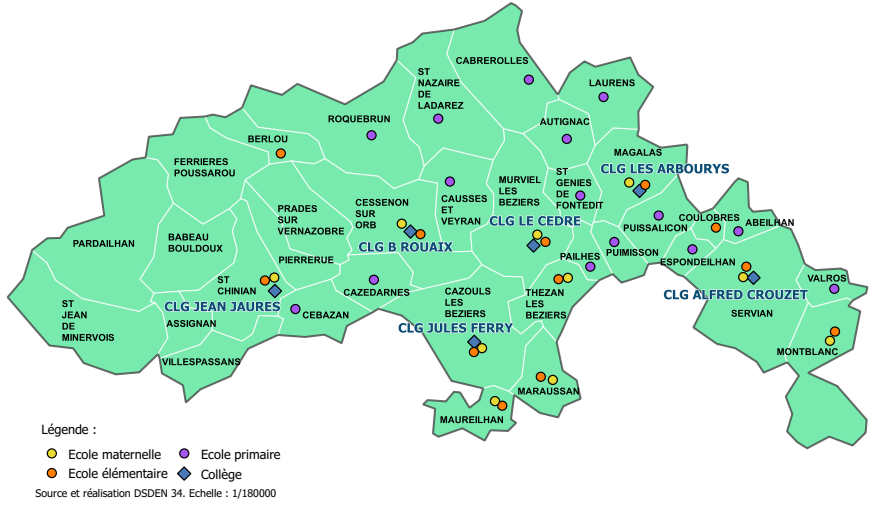 CABREROLLES
ST
NAZAIRE
DE
LADAREZ
LAURENS
ROQUEBRUN
AUTIGNAC
BERLOU
MAGALAS
FERRIERES
POUSSAROU
CLG LES ARBOURYS
MURVIEL
LES
BEZIERS
ST
GENIES
DE
FONTEDIT
CAUSSES
ET
VEYRAN
CESSENON
SUR
ORB
PRADES
SUR
VERNAZOBRE
CLG LE CEDRE
COULOBRES
ABEILHAN
PUISSALICON
PARDAILHAN
BABEAU
BOULDOUX
CLG B ROUAIX
PUIMISSON
PAILHES
PIERRERUE
ESPONDEILHAN
ST
CHINIAN
CAZEDARNES
VALROS
CLG JEAN JAURES
CAZOULS
LES
BEZIERS
THEZAN
LES
BEZIERS
CLG ALFRED CROUZET
SERVIAN
ST
JEAN
DE
MINERVOIS
CEBAZAN
ASSIGNAN
CLG JULES FERRY
MONTBLANC
VILLESPASSANS
MARAUSSAN
MAUREILHAN
Légende :
Ecole maternelle
Ecole primaire
Ecole élémentaire
Collège
Source et réalisation DSDEN 34. Echelle : 1/180000